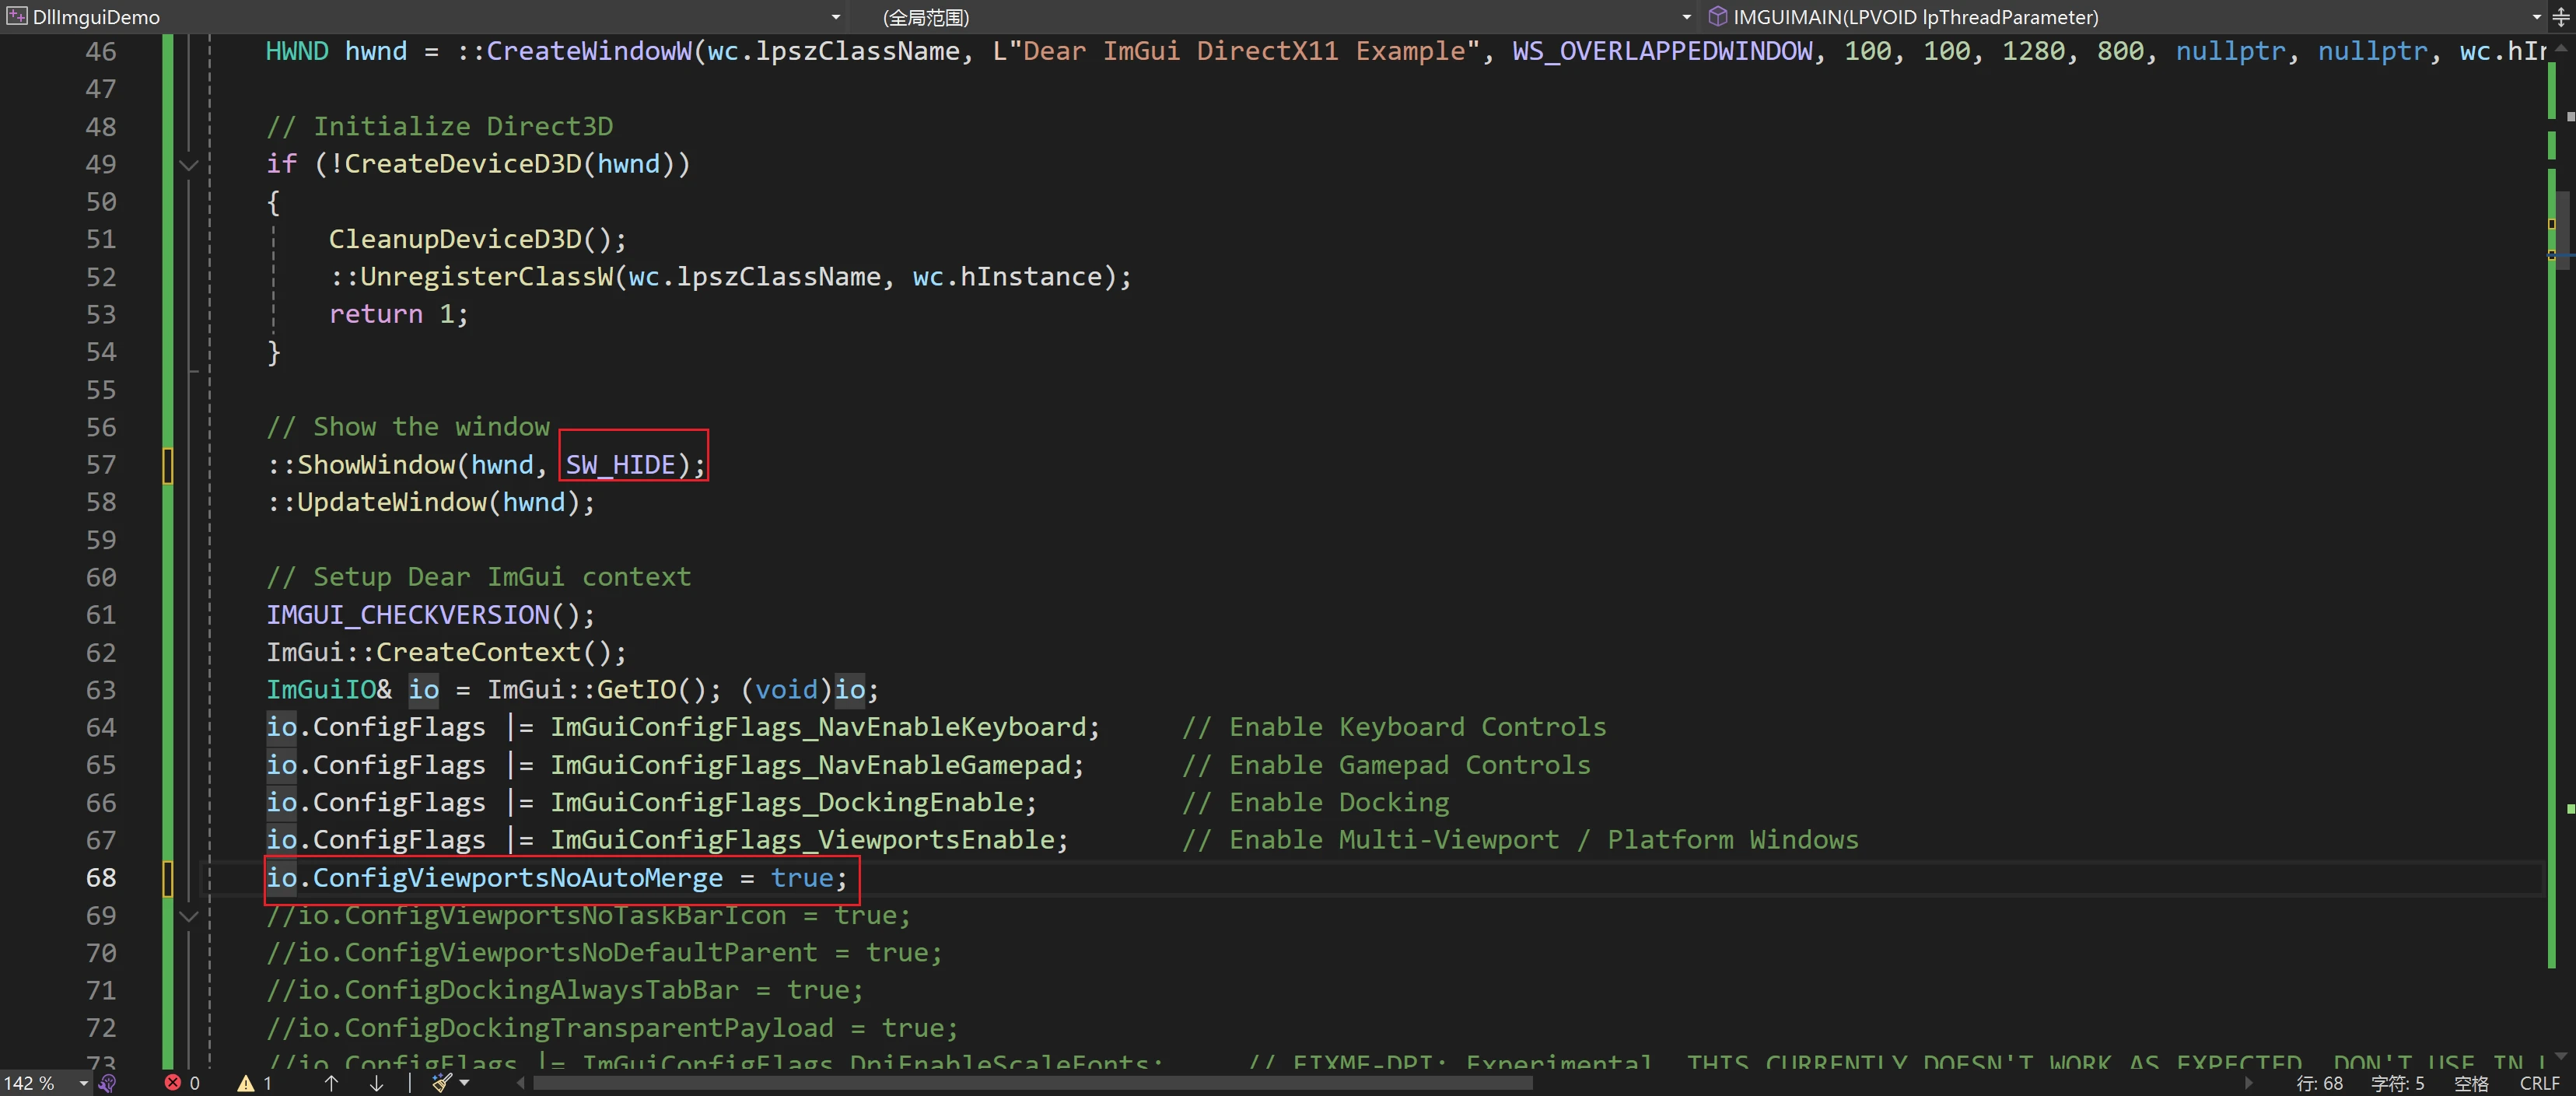 DllImguiDemo (全局范围) IMGUIMAIN(LPVOID lpThreadParameter)
46 HWND hwnd = ::CreateWindowW(wc.lpszClassName, L"Dear ImGui DirectX11 Example", WS_OVERLAPPEDWINDOW, 100, 100, 1280, 800, nullptr, nullptr, wc.hIn
47
48 // Initialize Direct3D
49 if (!CreateDeviceD3D(hwnd))
50 {
51 CleanupDeviceD3D();
52 ::UnregisterClassW(wc.lpszClassName, wc.hInstance);
53 return 1;
54 }
55
56 // Show the window
57 ::ShowWindow(hwnd, SW_HIDE);
58 ::UpdateWindow(hwnd);
59
60 // Setup Dear ImGui context
61 IMGUI_CHECKVERSION();
62 ImGui::CreateContext();
63 ImGuiIO& io = ImGui::GetIO(); (void)io;
64 io.ConfigFlags |= ImGuiConfigFlags_NavEnableKeyboard; // Enable Keyboard Controls
65 io.ConfigFlags |= ImGuiConfigFlags_NavEnableGamepad; // Enable Gamepad Controls
66 io.ConfigFlags |= ImGuiConfigFlags_DockingEnable; // Enable Docking
67 io.ConfigFlags |= ImGuiConfigFlags_ViewportsEnable; // Enable Multi-Viewport / Platform Windows
68 io.ConfigViewportsNoAutoMerge = true;
69 //io.ConfigViewportsNoTaskBarIcon = true;
70 //io.ConfigViewportsNoDefaultParent = true;
71 //io.ConfigDockingAlwaysTabBar = true;
72 //io.ConfigDockingTransparentPayload = true;
73 //io.ConfigFlags |= ImGuiConfigFlags_DpiEnableScaleFonts; // FIXME-DPI: Experimental. THIS CURRENTLY DOESN'T WORK AS EXPECTED. DON'T USE IN
142 % 0 1 行: 68 字符: 5 空格 CRLF